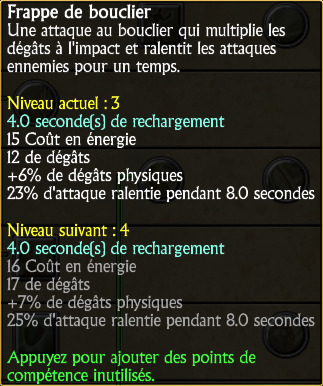 Frappe de bouclier
Une attaque au bouclier qui multiplie les
dégâts à l'impact et ralentit les attaques
ennemies pour un temps.
Niveau actuel : 3
4.0 seconde(s) de rechargement
15 Coût en énergie
12 de dégâts
+6% de dégâts physiques
23% d'attaque ralentie pendant 8.0 secondes
Niveau suivant : 4
4.0 seconde(s) de rechargement
16 Coût en énergie
17 de dégâts
+7% de dégâts physiques
25% d'attaque ralentie pendant 8.0 secondes
Appuyez pour ajouter des points de
compétence inutilisés.